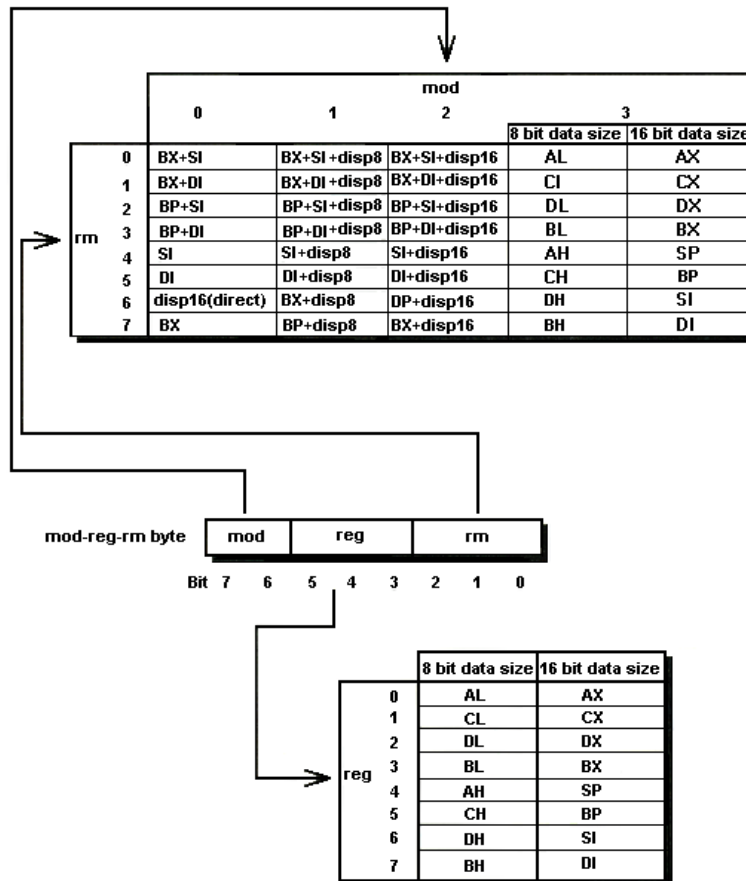 mod
0 1 2 3
8 bit data size 16 bit data size
0 BX+SI BX+SI +disp8 BX+SI+disp16 AL AX
1 BX+DI BX+DI +disp8 BX+DI+disp16 CI CX
2 BP+SI BP+SI +disp8 BP+SI+disp16 DL DX
rm 3 BP+DI BP+DI +disp8 BP+DI+disp16 BL BX
4 SI SI+disp8 SI+disp16 AH SP
5 DI DI+disp8 DI+disp16 CH BP
6 disp16(direct) BX+disp8 DP+disp16 DH SI
7 BX BP+disp8 BX+disp16 BH DI
mod-reg-rm byte mod reg rm
Bit 7 6 5 4 3 2 1 0
8 bit data size 16 bit data size
0 AL AX
1 CL CX
2 DL DX
reg 3 BL BX
4 AH SP
5 CH BP
6 DH SI
7 BH DI